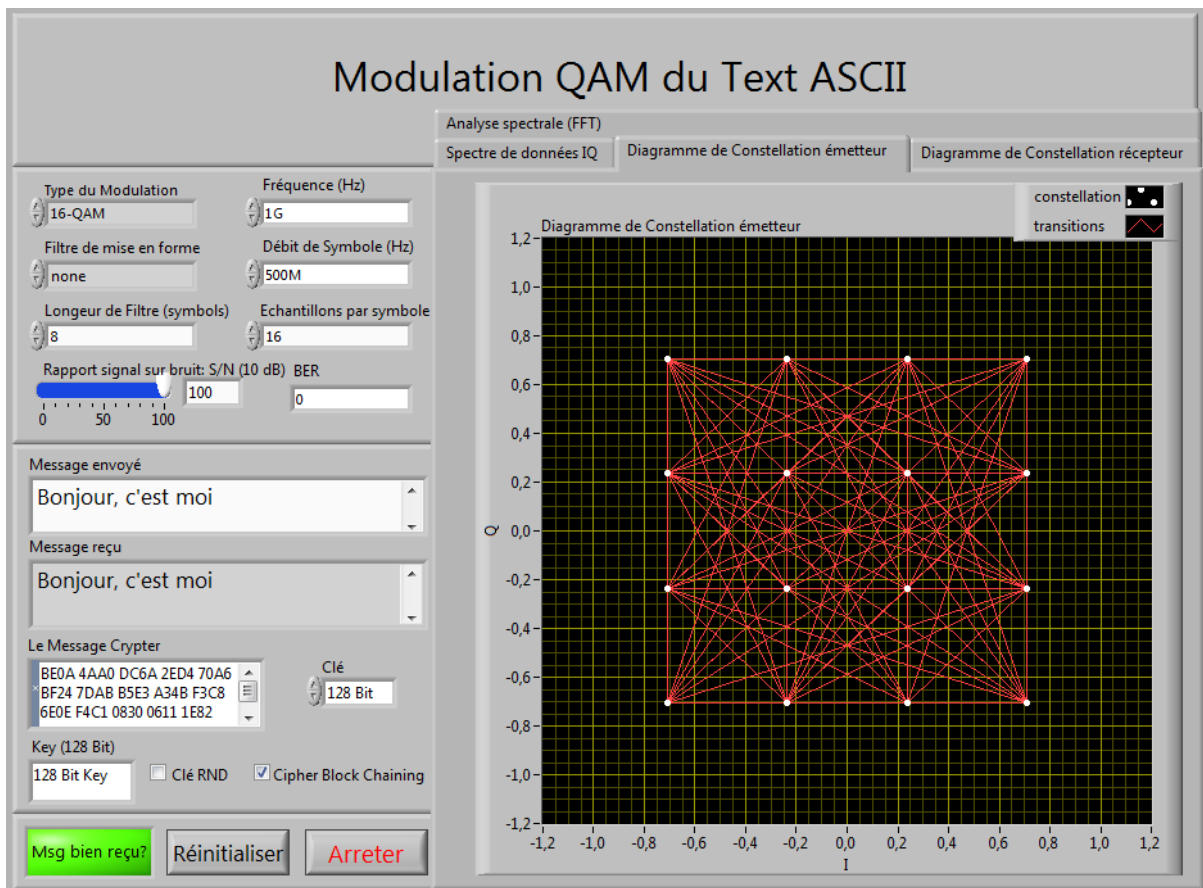 Modulation QAM du Text ASCII
Analyse spectrale (FFT)
Spectre de données IQ
Diagramme de Constellation émetteur
Diagramme de Constellation récepteur
Type du Modulation
16-QAM
Fréquence (Hz)
1G
Filtre de mise en forme
none
Débit de Symbole (Hz)
500M
Longeur de Filtre (symbols)
8
Echantillons par symbole
16
Rapport signal sur bruit: S/N (10 dB)
100
0 50 100
BER
0
Message envoyé
Bonjour, c'est moi
Message reçu
Bonjour, c'est moi
Le Message Crypter
BE0A 4AA0 DC6A 2ED4 70A6
BF24 7DAB B5E3 A34B F3C8
6E0E F4C1 0830 0611 1E82
Clé
128 Bit
Key (128 Bit)
128 Bit Key
Clé RND
Cipher Block Chaining
Msg bien reçu?
Réinitialiser
Arreter
constellation
transitions
Diagramme de Constellation émetteur
1,2
1,0
0,8
0,6
0,4
0,2
0,0
-0,2
-0,4
-0,6
-0,8
-1,0
-1,2
Q
-1,2 -1,0 -0,8 -0,6 -0,4 -0,2 0,0 0,2 0,4 0,6 0,8 1,0 1,2
I